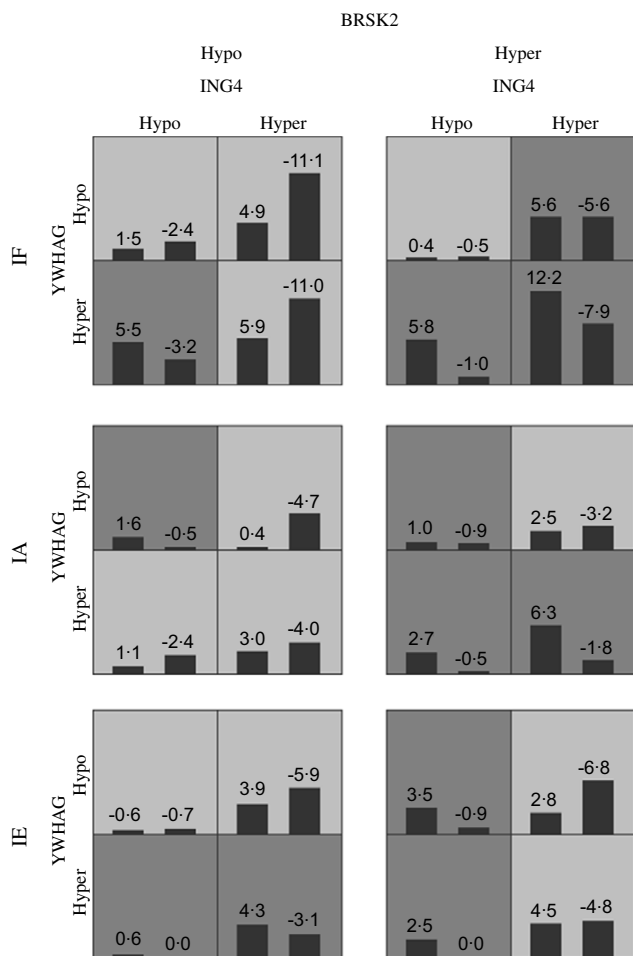 BRSK2
Hypo Hyper
ING4 ING4
Hypo Hyper Hypo Hyper
IF YWHAG Hypo 1·5 -2·4 4·9 -11·1 0·4 -0·5 5·6 -5·6
Hyper 5·5 -3·2 5·9 -11·0 5·8 -1·0 12·2 -7·9
IA YWHAG Hypo 1·6 -0·5 0·4 -4·7 1.0 -0·9 2·5 -3·2
Hyper 1·1 -2·4 3·0 -4·0 2·7 -0·5 6·3 -1·8
IE YWHAG Hypo -0·6 -0·7 3·9 -5·9 3·5 -0·9 2·8 -6·8
Hyper 0·6 0·0 4·3 -3·1 2·5 0·0 4·5 -4·8